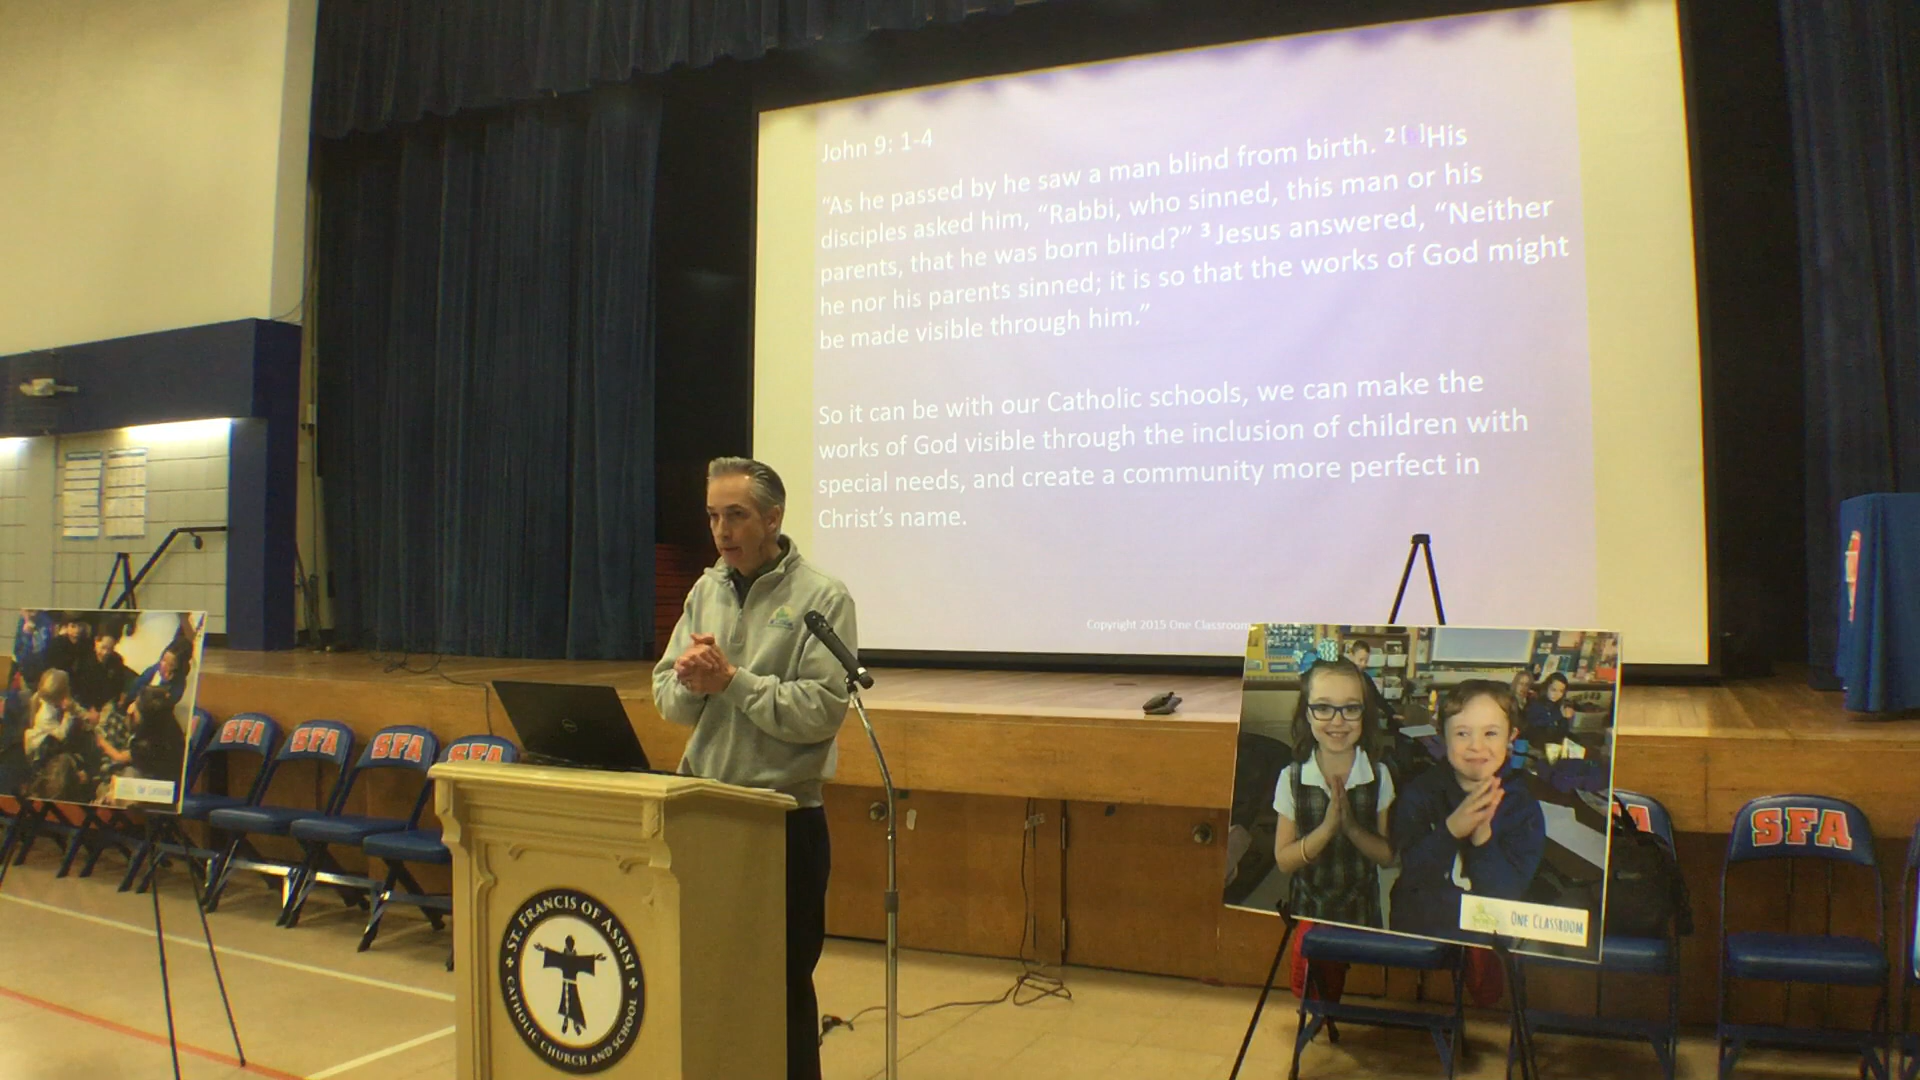 John 9: 1-4
“As he passed by he saw a man blind from birth. 2 [ ]His
disciples asked him, “Rabbi, who sinned, this man or his
parents, that he was born blind?” 3 Jesus answered, “Neither
he nor his parents sinned; it is so that the works of God might
be made visible through him.”
So it can be with our Catholic schools, we can make the
works of God visible through the inclusion of children with
special needs, and create a community more perfect in
Christ’s name.
Copyright 2015 One Classroom
SFA
SFA
SFA
SFA
ONE CLASSROOM
ONE CLASSROOM
SFA
A
ST. FRANCIS OF ASSISI
CATHOLIC CHURCH AND SCHOOL